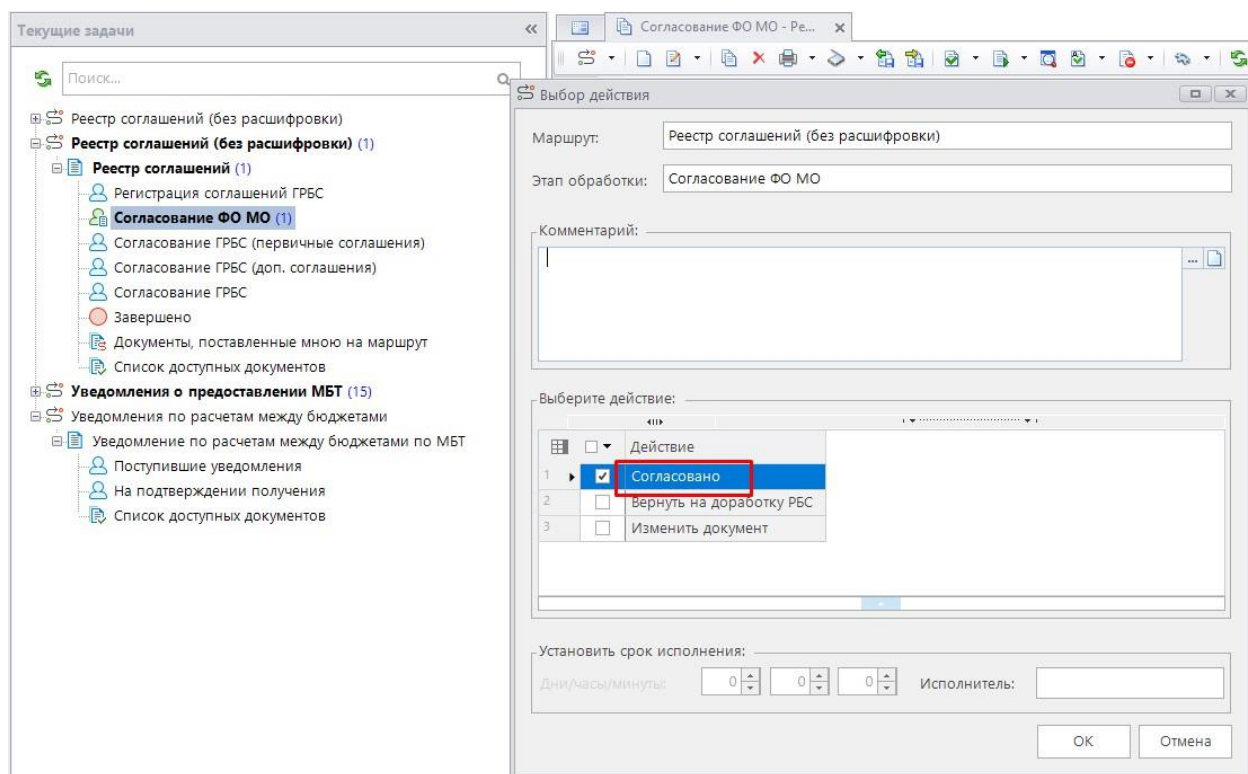 Текущие задачи
«
Согласование ФО МО - Ре...
Поиск...
Реестр соглашений (без расшифровки)
Реестр соглашений (без расшифровки) (1)
Реестр соглашений (1)
Регистрация соглашений ГРБС
Согласование ФО МО (1)
Согласование ГРБС (первичные соглашения)
Согласование ГРБС (доп. соглашения)
Согласование ГРБС
Завершено
Документы, поставленные мною на маршрут
Список доступных документов
Уведомления о предоставлении МБТ (15)
Уведомления по расчетам между бюджетами
Уведомление по расчетам между бюджетами по МБТ
Поступившие уведомления
На подтверждении получения
Список доступных документов
Выбор действия
Маршрут: Реестр соглашений (без расшифровки)
Этап обработки: Согласование ФО МО
Комментарий:
...
Выберите действие:
Действие
1 Согласовано
2 Вернуть на доработку РБС
3 Изменить документ
Установить срок исполнения:
Дни/часы/минуты: 0 0 0 Исполнитель:
ОК Отмена